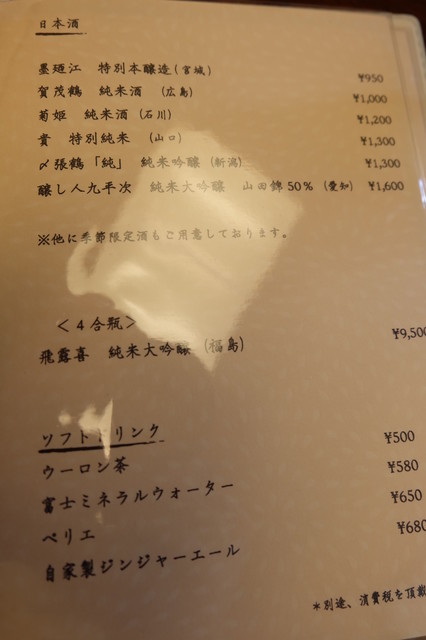 日本酒
墨廼江 特別本醸造(宮城) ¥950
賀茂鶴 純米酒 (広島) ¥1,000
菊姫 純米酒(石川) ¥1,200
貴 特別純米 (山口) ¥1,300
〆張鶴「純」 純米吟醸(新潟) ¥1,300
醸し人九平次 純米大吟醸 山田錦50% (愛知) ¥1,600
※他に季節限定酒もご用意しております。
<4合瓶>
飛露喜 純米大吟醸 (福島) ¥9,500
ソフトドリンク
ウーロン茶 ¥500
富士ミネラルウォーター ¥580
ペリエ ¥650
自家製ジンジャーエール ¥680
*別途、消費税を頂戴